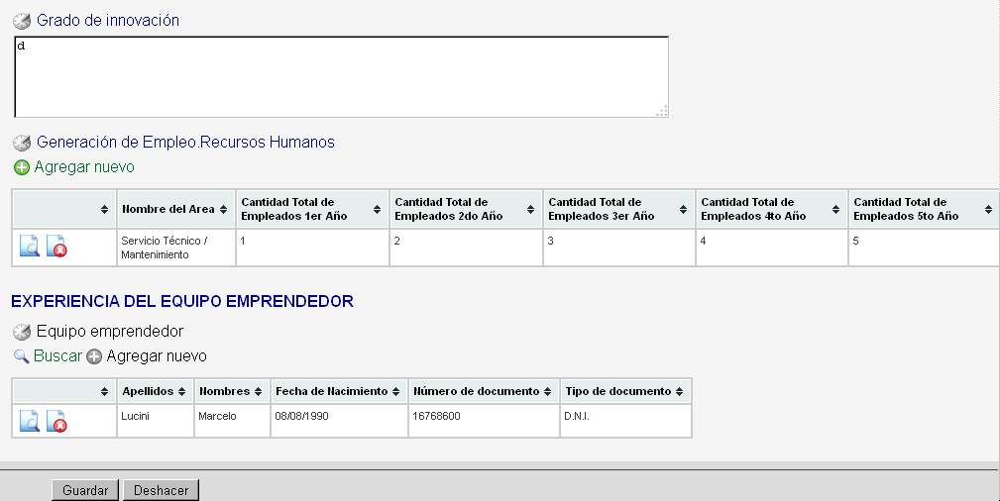 Grado de innovación
d
Generación de Empleo.Recursos Humanos
Agregar nuevo
Nombre del Area Cantidad Total de Empleados 1er Año Cantidad Total de Empleados 2do Año Cantidad Total de Empleados 3er Año Cantidad Total de Empleados 4to Año Cantidad Total de Empleados 5to Año
Servicio Técnico / Mantenimiento 1 2 3 4 5
EXPERIENCIA DEL EQUIPO EMPRENDEDOR
Equipo emprendedor
Buscar Agregar nuevo
Apellidos Nombres Fecha de Nacimiento Número de documento Tipo de documento
Lucini Marcelo 08/08/1990 16768600 D.N.I.
Guardar Deshacer